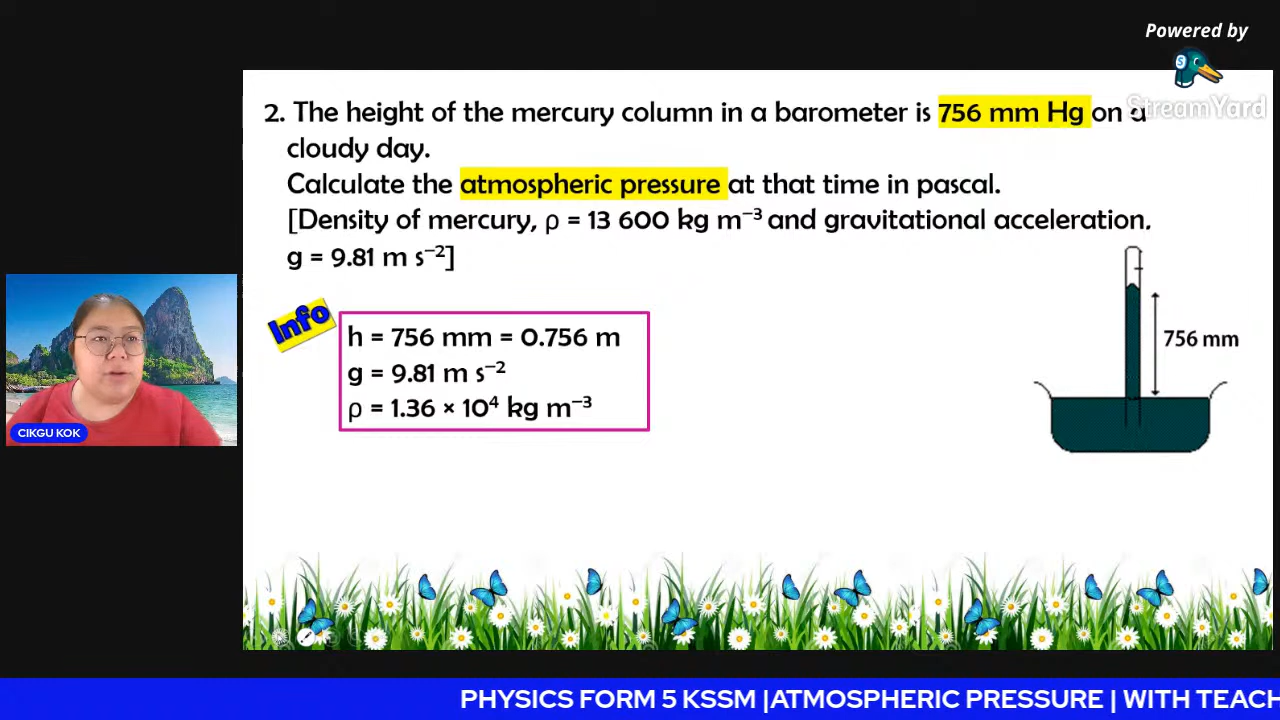 Powered by
StreamYard
2. The height of the mercury column in a barometer is 756 mm Hg on a
cloudy day.
Calculate the atmospheric pressure at that time in pascal.
[Density of mercury, ρ = 13 600 kg m⁻³ and gravitational acceleration.
g = 9.81 m s⁻²]
Info
h = 756 mm = 0.756 m
g = 9.81 m s⁻²
ρ = 1.36 × 10⁴ kg m⁻³
756 mm
CIKGU KOK
PHYSICS FORM 5 KSSM |ATMOSPHERIC PRESSURE | WITH TEACH